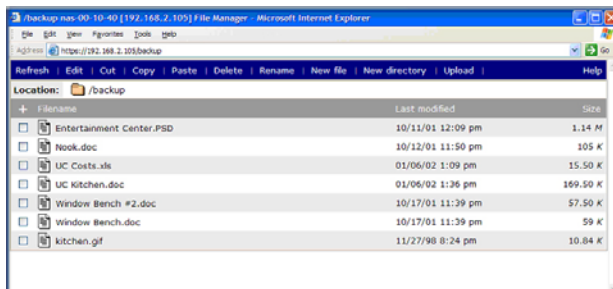 /backup nas-00-10-40 [192.168.2.105] File Manager - Microsoft Internet Explorer
File Edit View Favorites Tools Help
Address https://192.168.2.105/backup Go
Refresh | Edit | Cut | Copy | Paste | Delete | Rename | New file | New directory | Upload | Help
Location: /backup
+ Filename Last modified Size
Entertainment Center.PSD 10/11/01 12:09 pm 1.14 M
Nook.doc 10/12/01 11:50 pm 105 K
UC Costs.xls 01/06/02 1:09 pm 15.50 K
UC Kitchen.doc 01/06/02 1:36 pm 169.50 K
Window Bench #2.doc 10/17/01 11:39 pm 57.50 K
Window Bench.doc 10/17/01 11:39 pm 59 K
kitchen.gif 11/27/98 8:24 pm 10.84 K